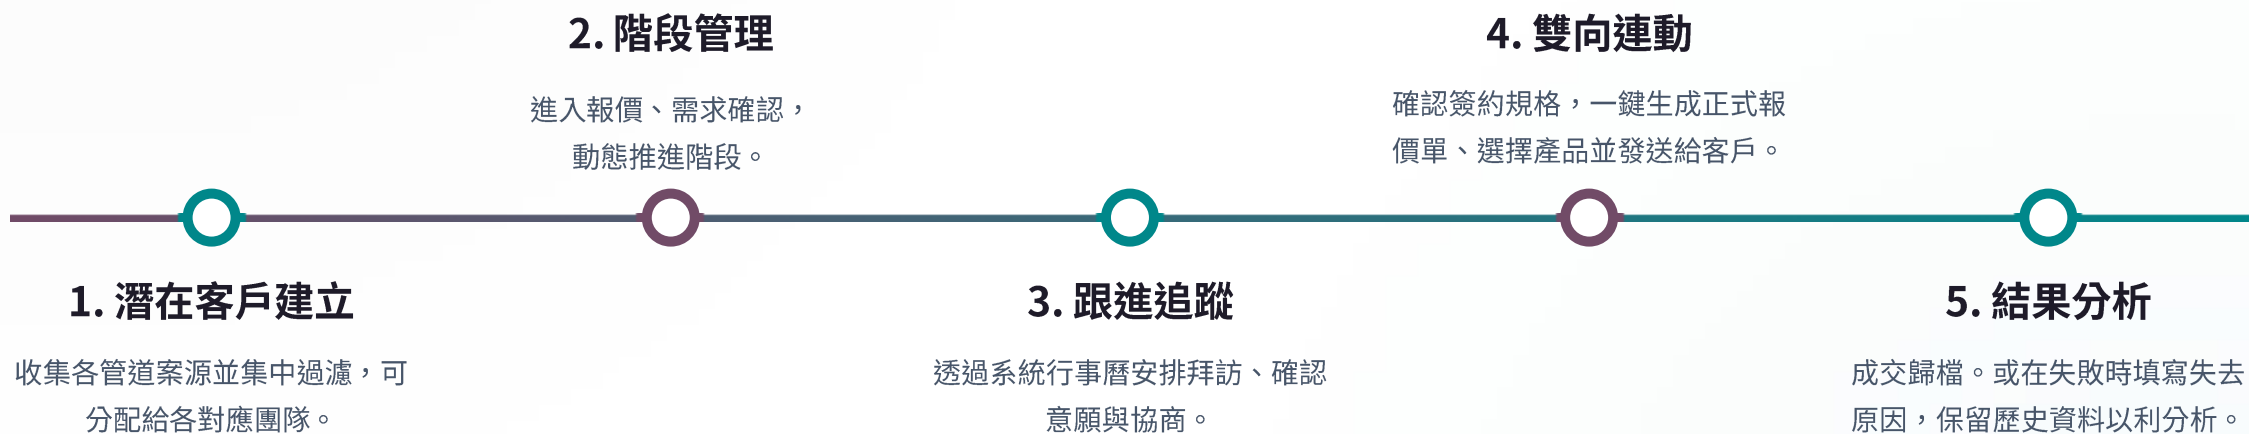 1. 潛在客戶建立
收集各管道案源並集中過濾，可
分配給各對應團隊。
2. 階段管理
進入報價、需求確認，
動態推進階段。
3. 跟進追蹤
透過系統行事曆安排拜訪、確認
意願與協商。
4. 雙向連動
確認簽約規格，一鍵生成正式報
價單、選擇產品並發送給客戶。
5. 結果分析
成交歸檔。或在失敗時填寫失去
原因，保留歷史資料以利分析。